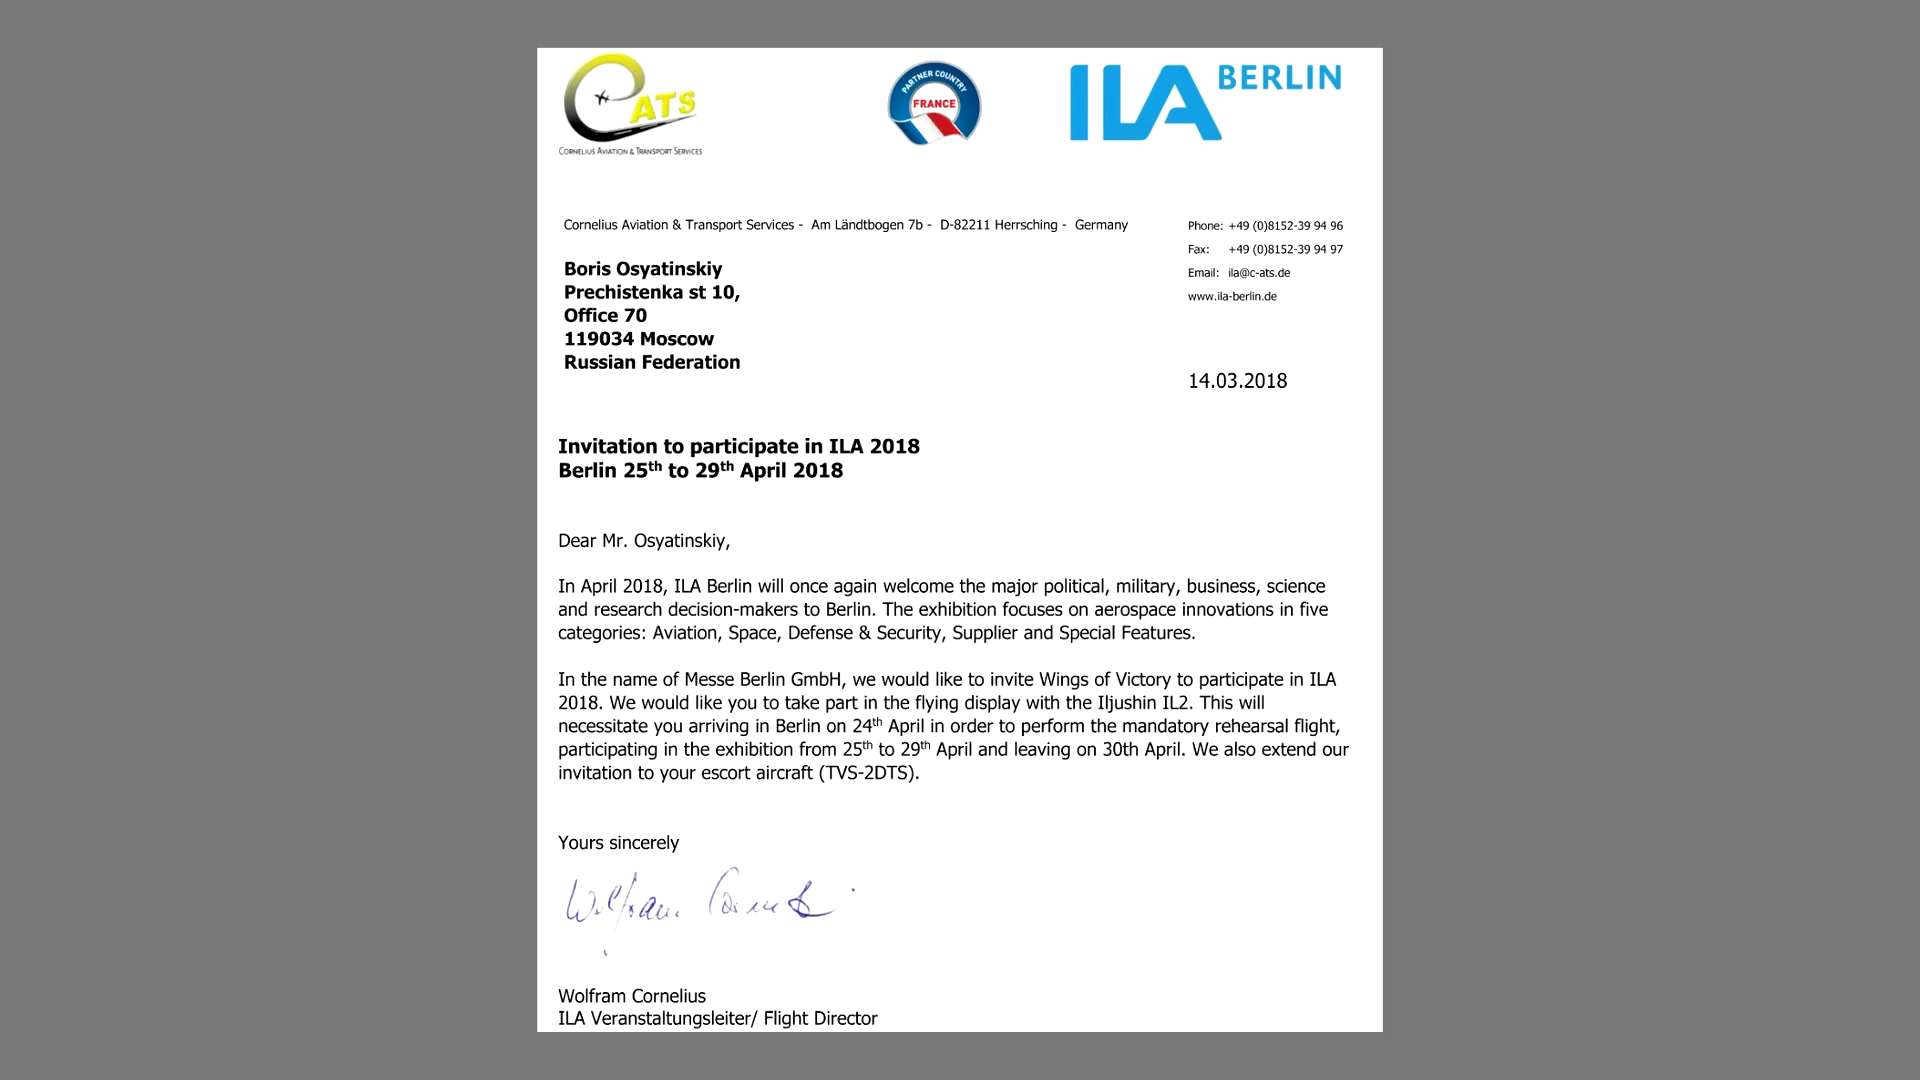 CATS
CORNELIUS AVIATION & TRANSPORT SERVICES
PARTNER COUNTRY
FRANCE
ILA BERLIN
Cornelius Aviation & Transport Services - Am Ländtbogen 7b - D-82211 Herrsching - Germany
Phone: +49 (0)8152-39 94 96
Fax: +49 (0)8152-39 94 97
Email: ila@c-ats.de
www.ila-berlin.de
Boris Osyatinskiy
Prechistenka st 10,
Office 70
119034 Moscow
Russian Federation
14.03.2018
Invitation to participate in ILA 2018
Berlin 25th to 29th April 2018
Dear Mr. Osyatinskiy,
In April 2018, ILA Berlin will once again welcome the major political, military, business, science
and research decision-makers to Berlin. The exhibition focuses on aerospace innovations in five
categories: Aviation, Space, Defense & Security, Supplier and Special Features.
In the name of Messe Berlin GmbH, we would like to invite Wings of Victory to participate in ILA
2018. We would like you to take part in the flying display with the Iljushin IL2. This will
necessitate you arriving in Berlin on 24th April in order to perform the mandatory rehearsal flight,
participating in the exhibition from 25th to 29th April and leaving on 30th April. We also extend our
invitation to your escort aircraft (TVS-2DTS).
Yours sincerely
Wolfram Cornelius
Wolfram Cornelius
ILA Veranstaltungsleiter/ Flight Director